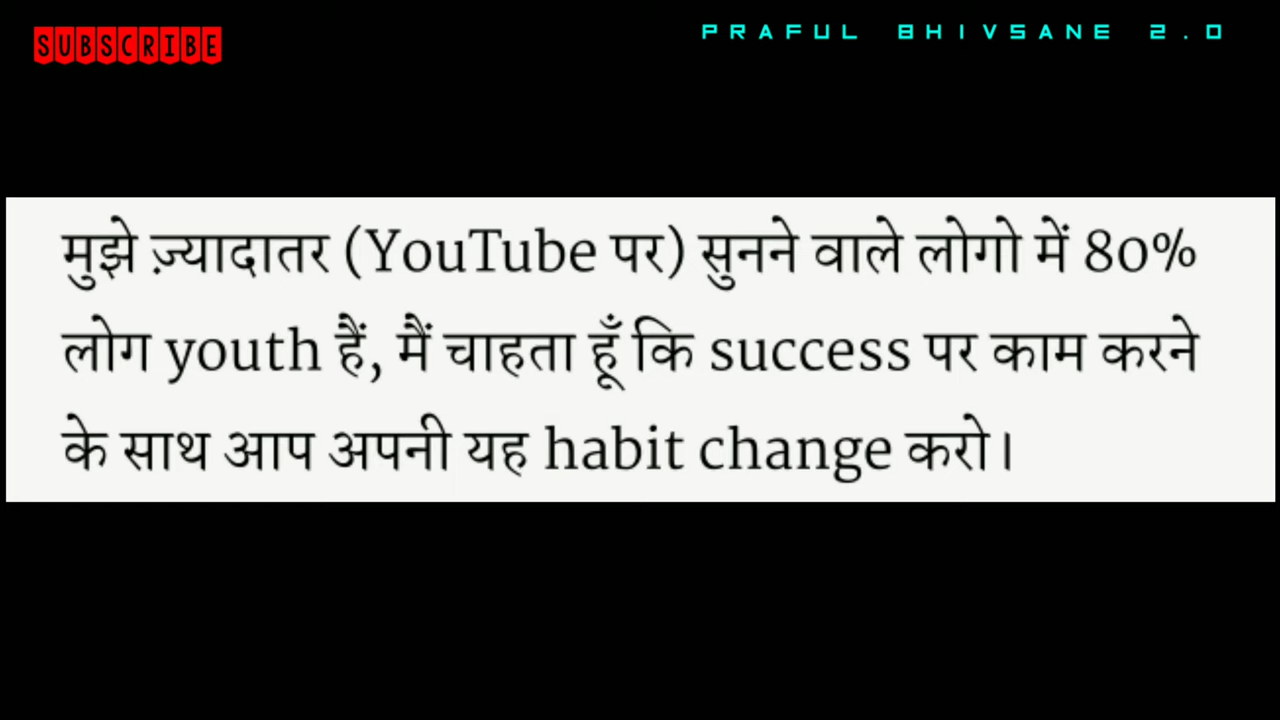 SUBSCRIBE
PRAFUL BHIVSANE 2.0
मुझे ज़्यादातर (YouTube पर) सुनने वाले लोगो में 80%
लोग youth हैं, मैं चाहता हूँ कि success पर काम करने
के साथ आप अपनी यह habit change करो।